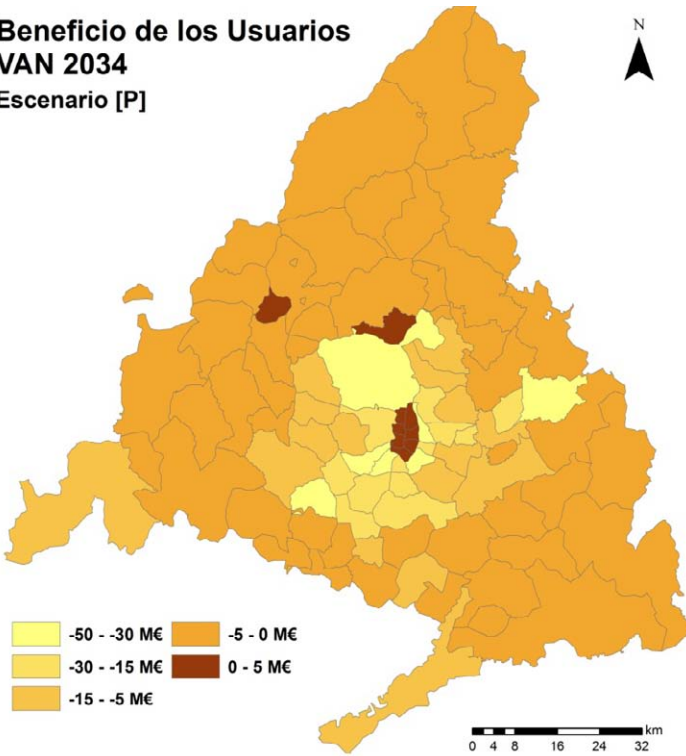 Beneficio de los Usuarios
VAN 2034
Escenario [P]
N
-50 - -30 M€
-5 - 0 M€
-30 - -15 M€
0 - 5 M€
-15 - -5 M€
km
0 4 8 16 24 32